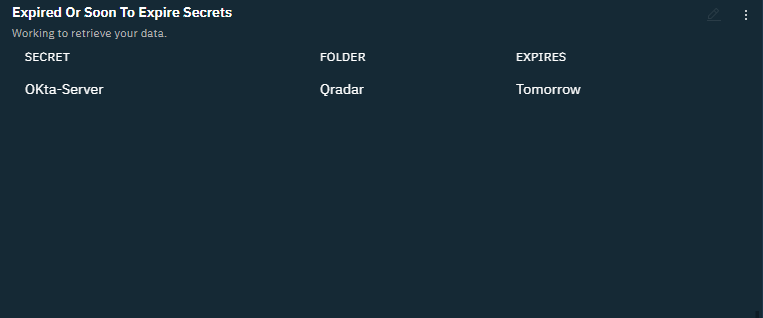 Expired Or Soon To Expire Secrets
Working to retrieve your data.
SECRET FOLDER EXPIRES
OKta-Server Qradar Tomorrow